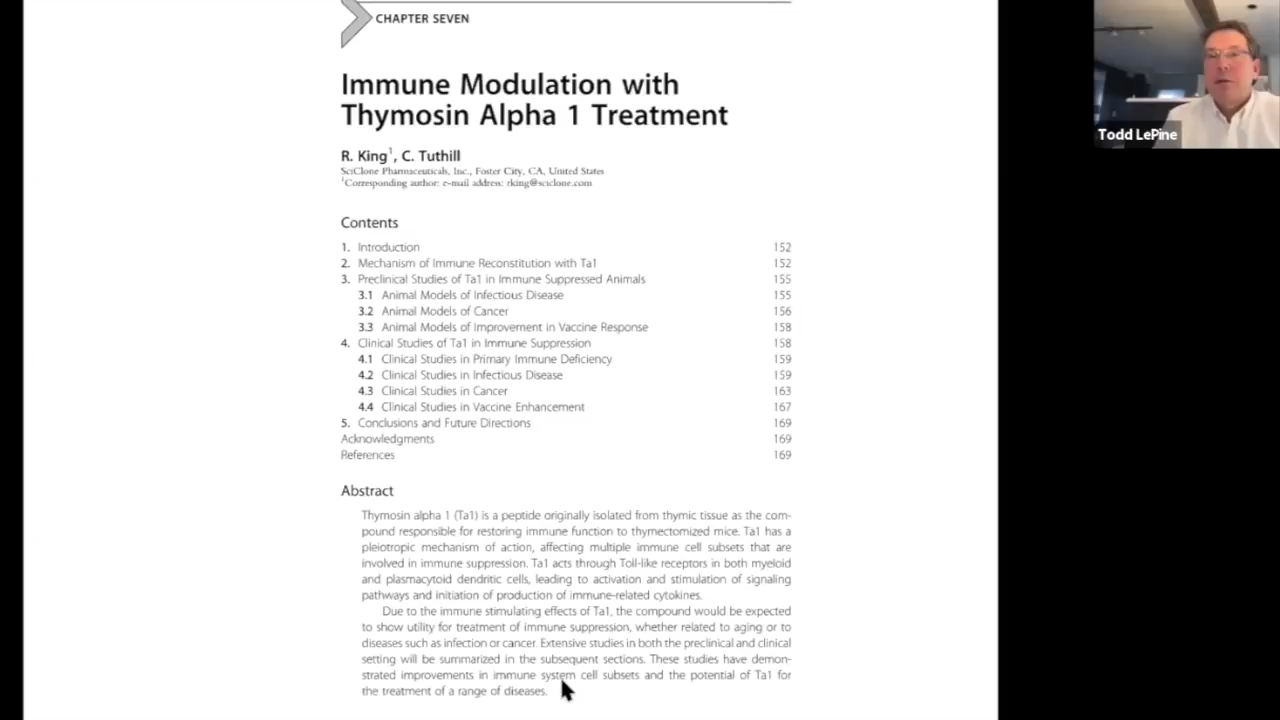 CHAPTER SEVEN
Immune Modulation with
Thymosin Alpha 1 Treatment
R. King1, C. Tuthill
SciClone Pharmaceuticals, Inc., Foster City, CA, United States
1Corresponding author: e-mail address: rking@sciclone.com
Contents
1. Introduction 152
2. Mechanism of Immune Reconstitution with Ta1 152
3. Preclinical Studies of Ta1 in Immune Suppressed Animals 155
3.1 Animal Models of Infectious Disease 155
3.2 Animal Models of Cancer 156
3.3 Animal Models of Improvement in Vaccine Response 158
4. Clinical Studies of Ta1 in Immune Suppression 158
4.1 Clinical Studies in Primary Immune Deficiency 159
4.2 Clinical Studies in Infectious Disease 159
4.3 Clinical Studies in Cancer 163
4.4 Clinical Studies in Vaccine Enhancement 167
5. Conclusions and Future Directions 169
Acknowledgments 169
References 169
Abstract
Thymosin alpha 1 (Ta1) is a peptide originally isolated from thymic tissue as the com-
pound responsible for restoring immune function to thymectomized mice. Ta1 has a
pleiotropic mechanism of action, affecting multiple immune cell subsets that are
involved in immune suppression. Ta1 acts through Toll-like receptors in both myeloid
and plasmacytoid dendritic cells, leading to activation and stimulation of signaling
pathways and initiation of production of immune-related cytokines.
Due to the immune stimulating effects of Ta1, the compound would be expected
to show utility for treatment of immune suppression, whether related to aging or to
diseases such as infection or cancer. Extensive studies in both the preclinical and clinical
setting will be summarized in the subsequent sections. These studies have demon-
strated improvements in immune system cell subsets and the potential of Ta1 for
the treatment of a range of diseases.
Todd LePine